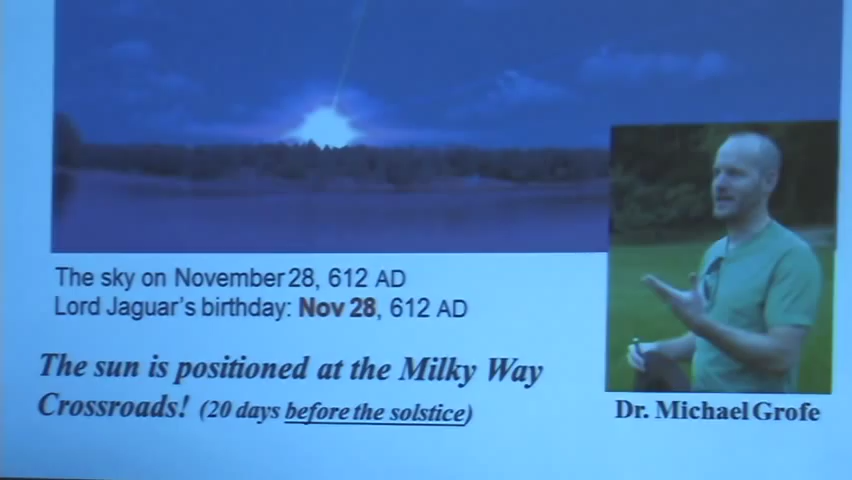 The sky on November 28, 612 AD
Lord Jaguar's birthday: Nov 28, 612 AD
The sun is positioned at the Milky Way
Crossroads! (20 days before the solstice)
Dr. Michael Grofe